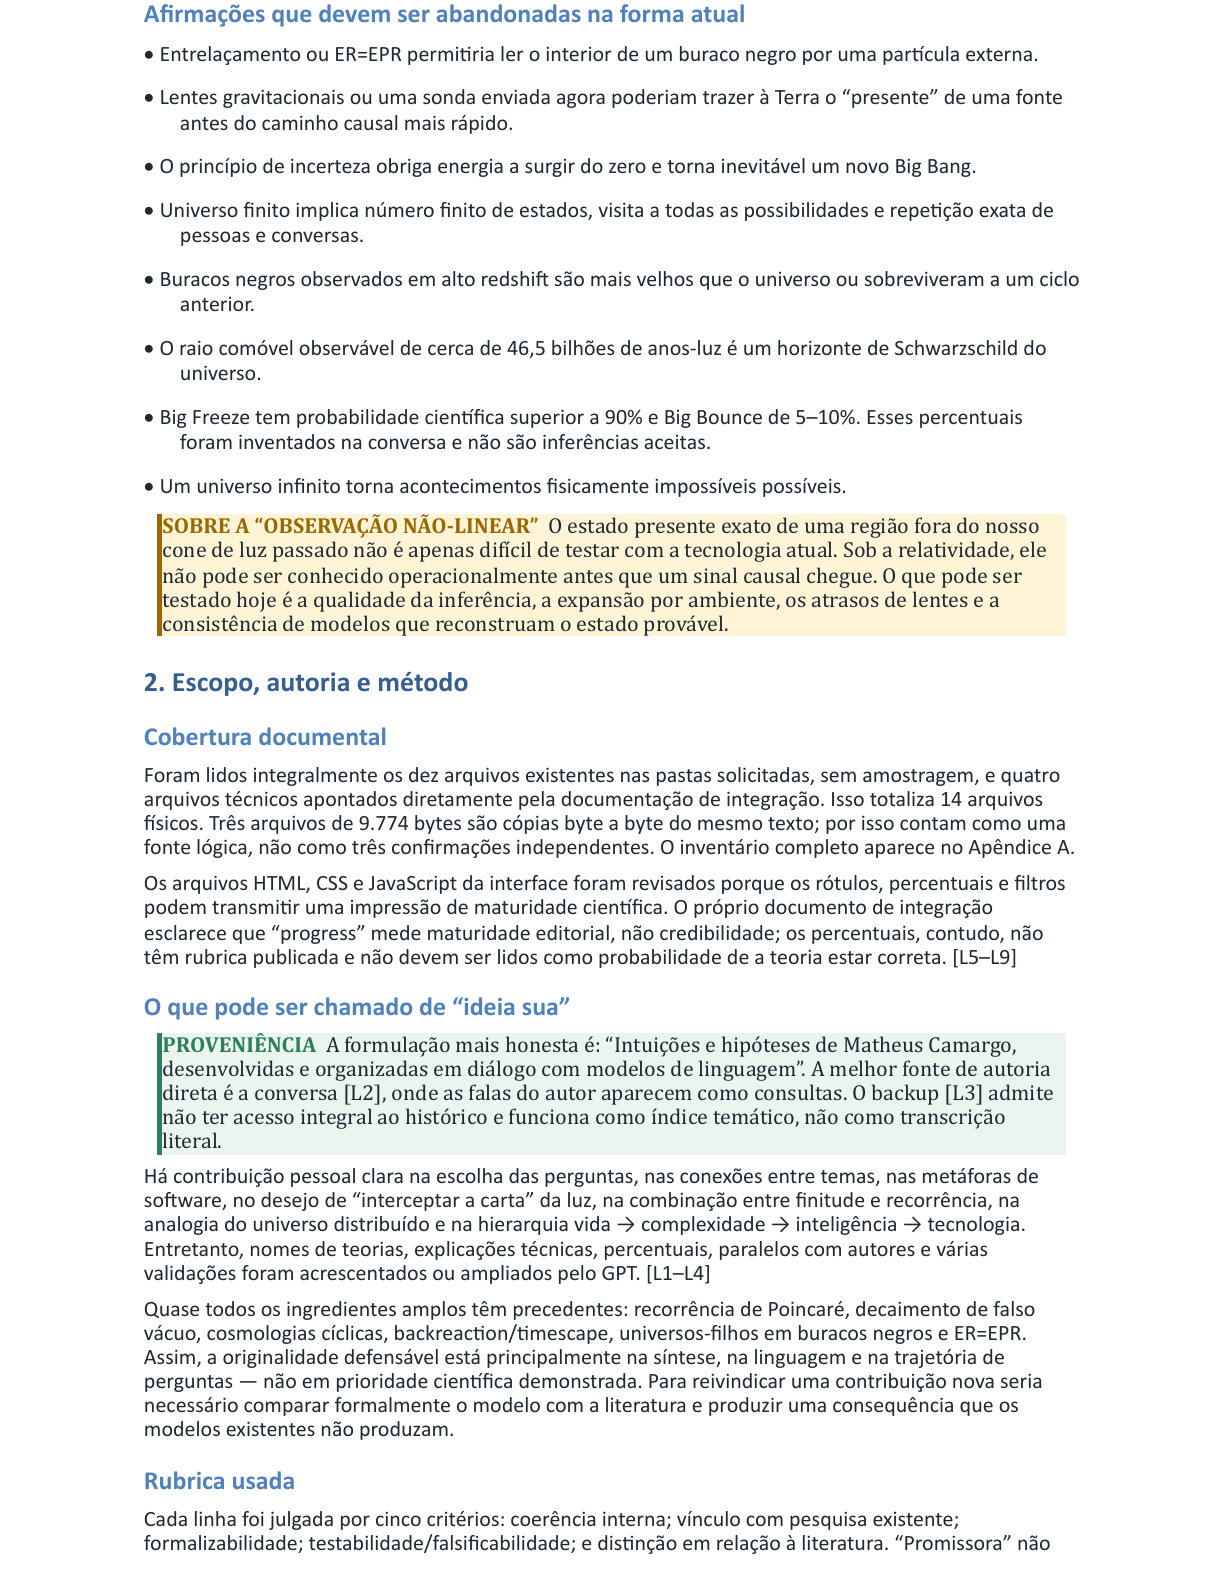 Afirmações que devem ser abandonadas na forma atual
• Entrelaçamento ou ER=EPR permitiria ler o interior de um buraco negro por uma partícula externa.
• Lentes gravitacionais ou uma sonda enviada agora poderiam trazer à Terra o “presente” de uma fonte
antes do caminho causal mais rápido.
• O princípio de incerteza obriga energia a surgir do zero e torna inevitável um novo Big Bang.
• Universo finito implica número finito de estados, visita a todas as possibilidades e repetição exata de
pessoas e conversas.
• Buracos negros observados em alto redshift são mais velhos que o universo ou sobreviveram a um ciclo
anterior.
• O raio comóvel observável de cerca de 46,5 bilhões de anos-luz é um horizonte de Schwarzschild do
universo.
• Big Freeze tem probabilidade científica superior a 90% e Big Bounce de 5–10%. Esses percentuais
foram inventados na conversa e não são inferências aceitas.
• Um universo infinito torna acontecimentos fisicamente impossíveis possíveis.
SOBRE A “OBSERVAÇÃO NÃO-LINEAR” O estado presente exato de uma região fora do nosso
cone de luz passado não é apenas difícil de testar com a tecnologia atual. Sob a relatividade, ele
não pode ser conhecido operacionalmente antes que um sinal causal chegue. O que pode ser
testado hoje é a qualidade da inferência, a expansão por ambiente, os atrasos de lentes e a
consistência de modelos que reconstruam o estado provável.
2. Escopo, autoria e método
Cobertura documental
Foram lidos integralmente os dez arquivos existentes nas pastas solicitadas, sem amostragem, e quatro
arquivos técnicos apontados diretamente pela documentação de integração. Isso totaliza 14 arquivos
físicos. Três arquivos de 9.774 bytes são cópias byte a byte do mesmo texto; por isso contam como uma
fonte lógica, não como três confirmações independentes. O inventário completo aparece no Apêndice A.
Os arquivos HTML, CSS e JavaScript da interface foram revisados porque os rótulos, percentuais e filtros
podem transmitir uma impressão de maturidade científica. O próprio documento de integração
esclarece que “progress” mede maturidade editorial, não credibilidade; os percentuais, contudo, não
têm rubrica publicada e não devem ser lidos como probabilidade de a teoria estar correta. [L5–L9]
O que pode ser chamado de “ideia sua”
PROVENIÊNCIA A formulação mais honesta é: “Intuições e hipóteses de Matheus Camargo,
desenvolvidas e organizadas em diálogo com modelos de linguagem”. A melhor fonte de autoria
direta é a conversa [L2], onde as falas do autor aparecem como consultas. O backup [L3] admite
não ter acesso integral ao histórico e funciona como índice temático, não como transcrição
literal.
Há contribuição pessoal clara na escolha das perguntas, nas conexões entre temas, nas metáforas de
software, no desejo de “interceptar a carta” da luz, na combinação entre finitude e recorrência, na
analogia do universo distribuído e na hierarquia vida → complexidade → inteligência → tecnologia.
Entretanto, nomes de teorias, explicações técnicas, percentuais, paralelos com autores e várias
validações foram acrescentados ou ampliados pelo GPT. [L1–L4]
Quase todos os ingredientes amplos têm precedentes: recorrência de Poincaré, decaimento de falso
vácuo, cosmologias cíclicas, backreaction/timescape, universos-filhos em buracos negros e ER=EPR.
Assim, a originalidade defensável está principalmente na síntese, na linguagem e na trajetória de
perguntas — não em prioridade científica demonstrada. Para reivindicar uma contribuição nova seria
necessário comparar formalmente o modelo com a literatura e produzir uma consequência que os
modelos existentes não produzam.
Rubrica usada
Cada linha foi julgada por cinco critérios: coerência interna; vínculo com pesquisa existente;
formalizabilidade; testabilidade/falsificabilidade; e distinção em relação à literatura. “Promissora” não